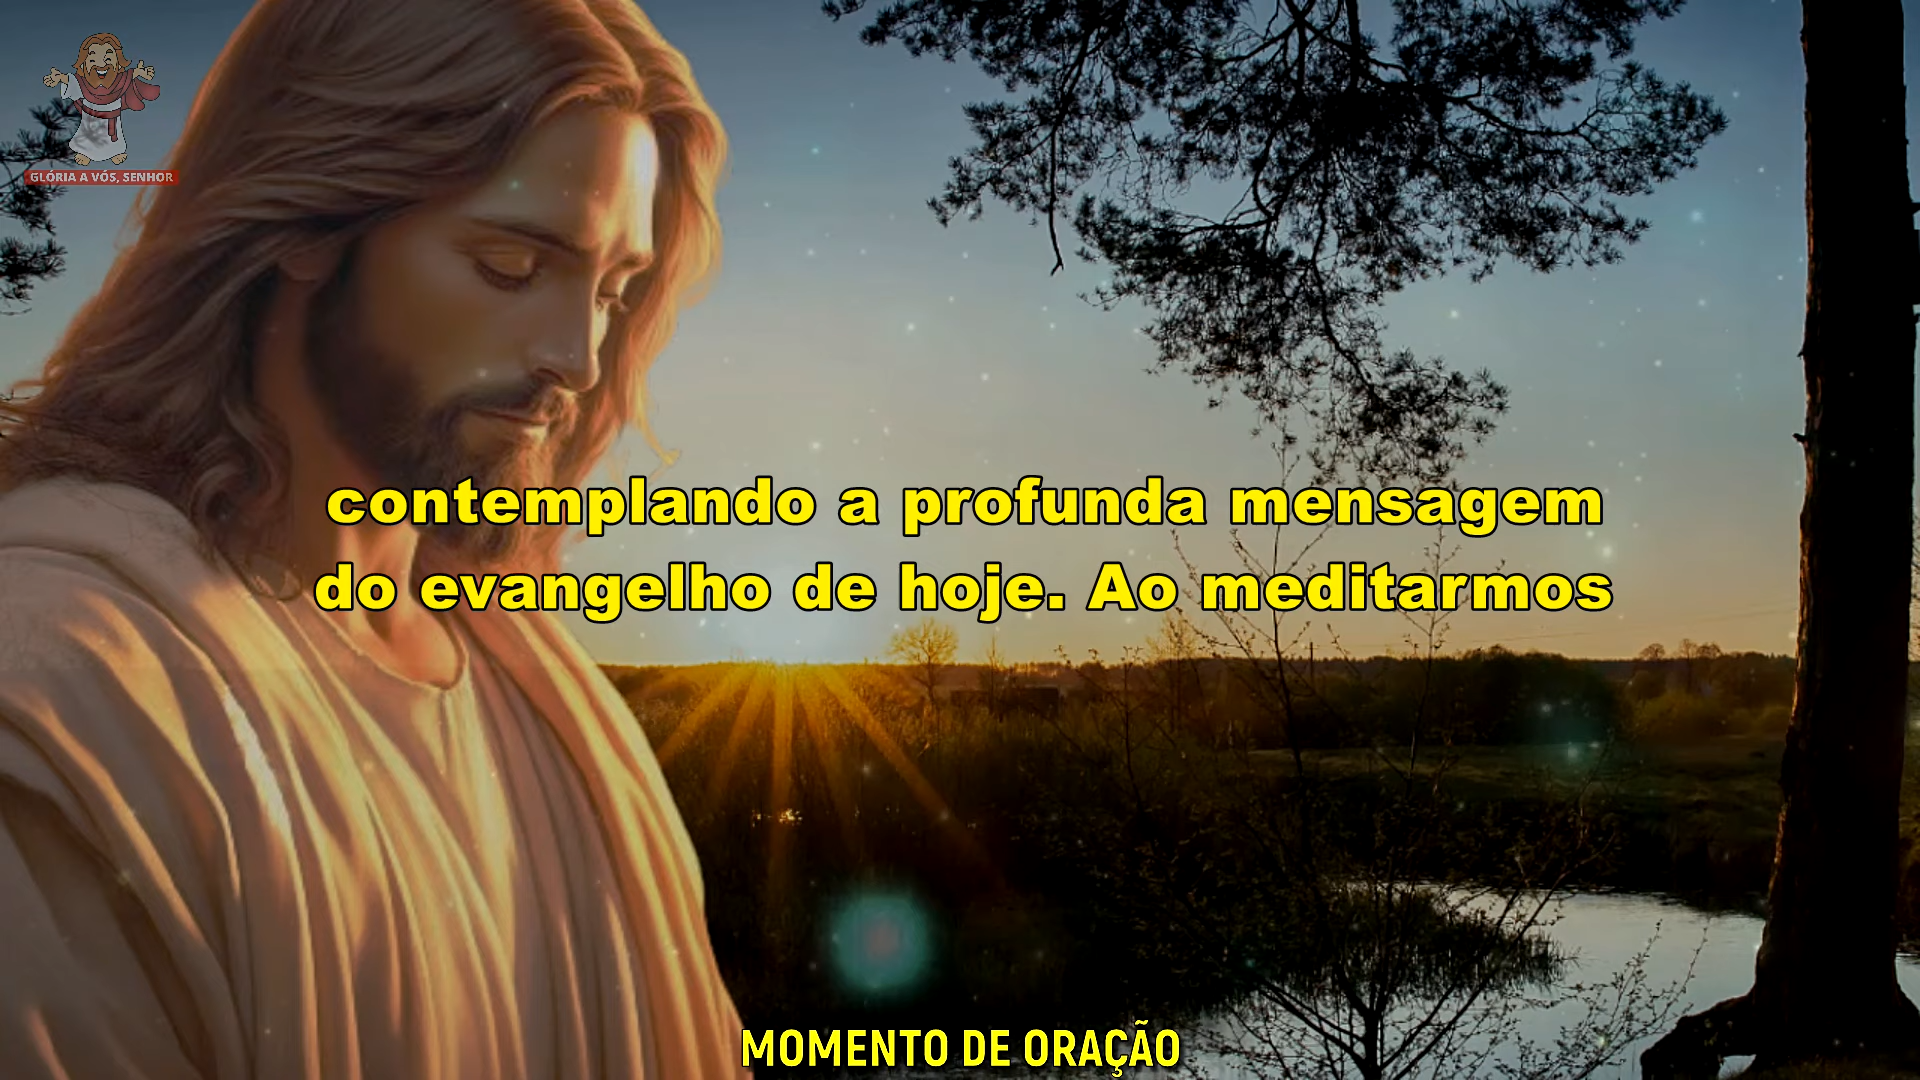 GLÓRIA A VÓS, SENHOR
contemplando a profunda mensagem
do evangelho de hoje. Ao meditarmos
MOMENTO DE ORAÇÃO